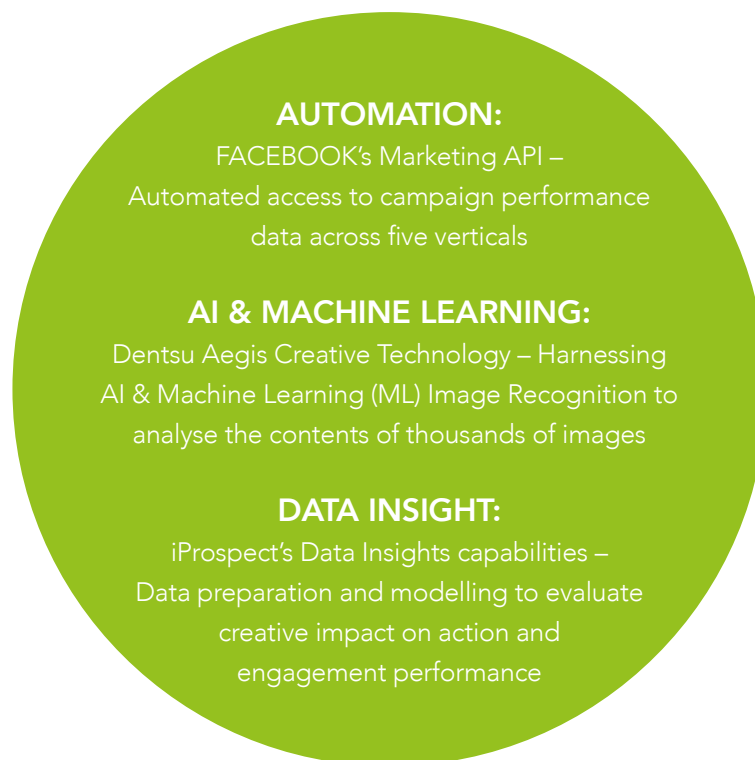 AUTOMATION:
FACEBOOK's Marketing API –
Automated access to campaign performance
data across five verticals
AI & MACHINE LEARNING:
Dentsu Aegis Creative Technology – Harnessing
AI & Machine Learning (ML) Image Recognition to
analyse the contents of thousands of images
DATA INSIGHT:
iProspect's Data Insights capabilities –
Data preparation and modelling to evaluate
creative impact on action and
engagement performance